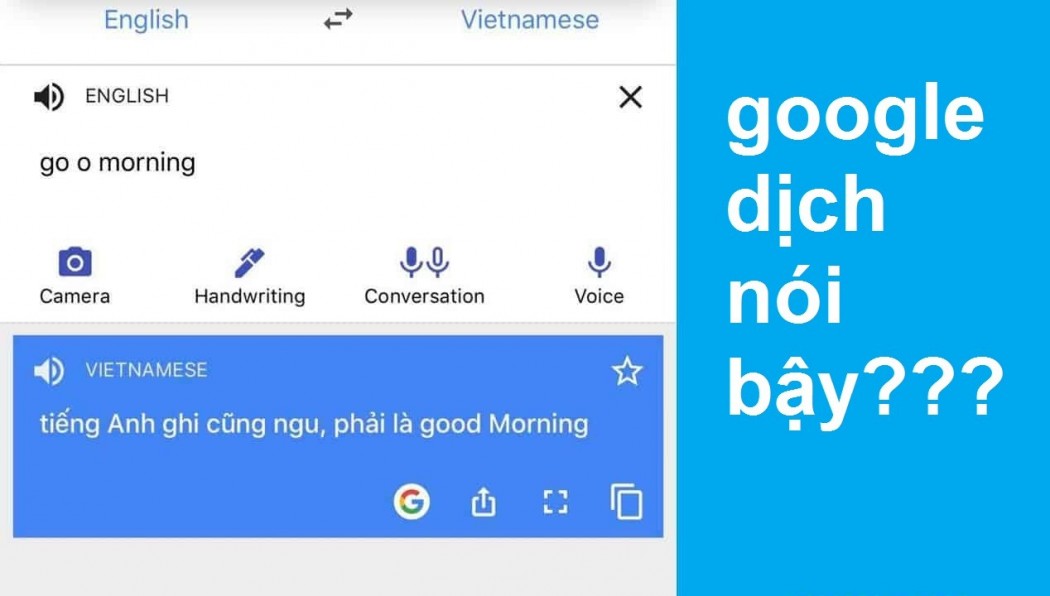 English Vietnamese
ENGLISH
go o morning
Camera Handwriting Conversation Voice
VIETNAMESE
tiếng Anh ghi cũng ngu, phải là good Morning
google
dịch
nói
bậy???